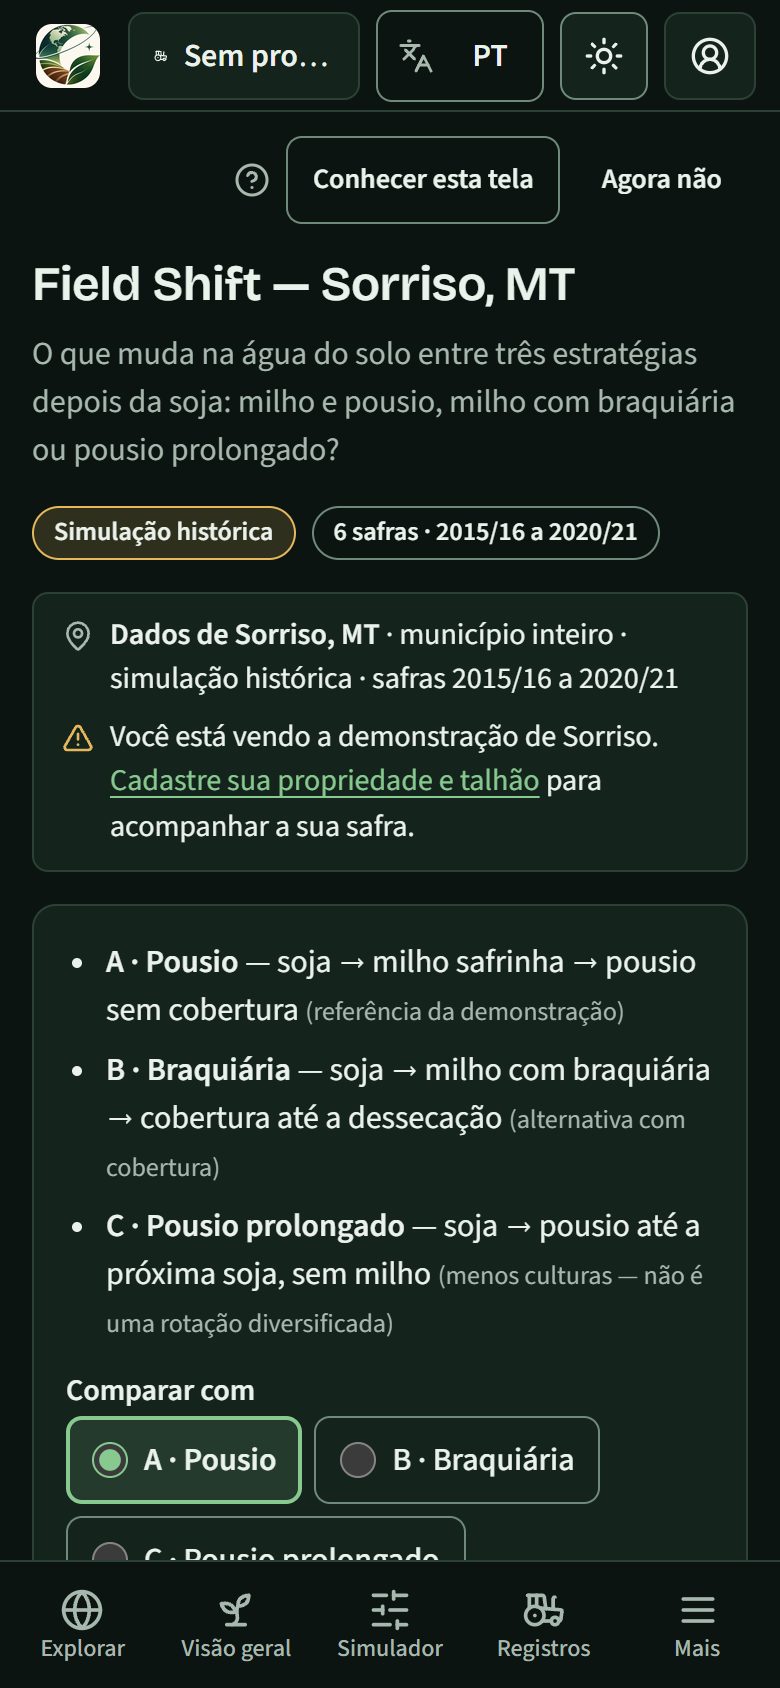 Sem pro...
PT
Conhecer esta tela
Agora não
Field Shift — Sorriso, MT
O que muda na água do solo entre três estratégias
depois da soja: milho e pousio, milho com braquiária
ou pousio prolongado?
Simulação histórica
6 safras · 2015/16 a 2020/21
Dados de Sorriso, MT · município inteiro ·
simulação histórica · safras 2015/16 a 2020/21
Você está vendo a demonstração de Sorriso.
Cadastre sua propriedade e talhão para
acompanhar a sua safra.
• A · Pousio — soja → milho safrinha → pousio
sem cobertura (referência da demonstração)
• B · Braquiária — soja → milho com braquiária
→ cobertura até a dessecação (alternativa com
cobertura)
• C · Pousio prolongado — soja → pousio até a
próxima soja, sem milho (menos culturas — não é
uma rotação diversificada)
Comparar com
A · Pousio
B · Braquiária
C · Pousio prolongado
Explorar
Visão geral
Simulador
Registros
Mais